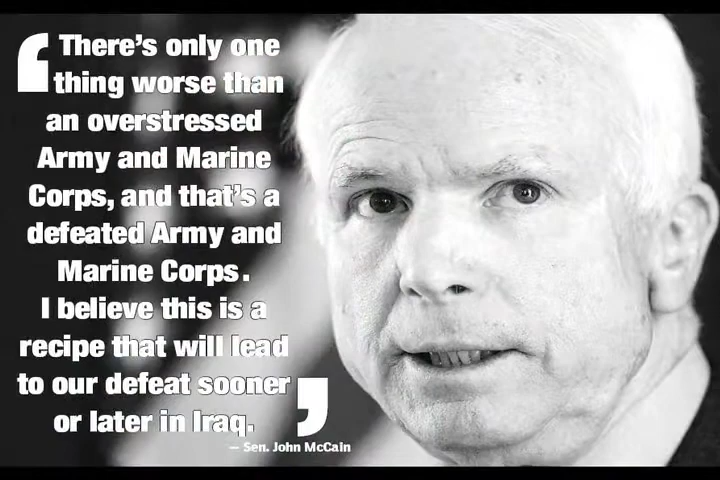 ‘There's only one
thing worse than
an overstressed
Army and Marine
Corps, and that's a
defeated Army and
Marine Corps.
I believe this is a
recipe that will lead
to our defeat sooner
or later in Iraq.’
— Sen. John McCain